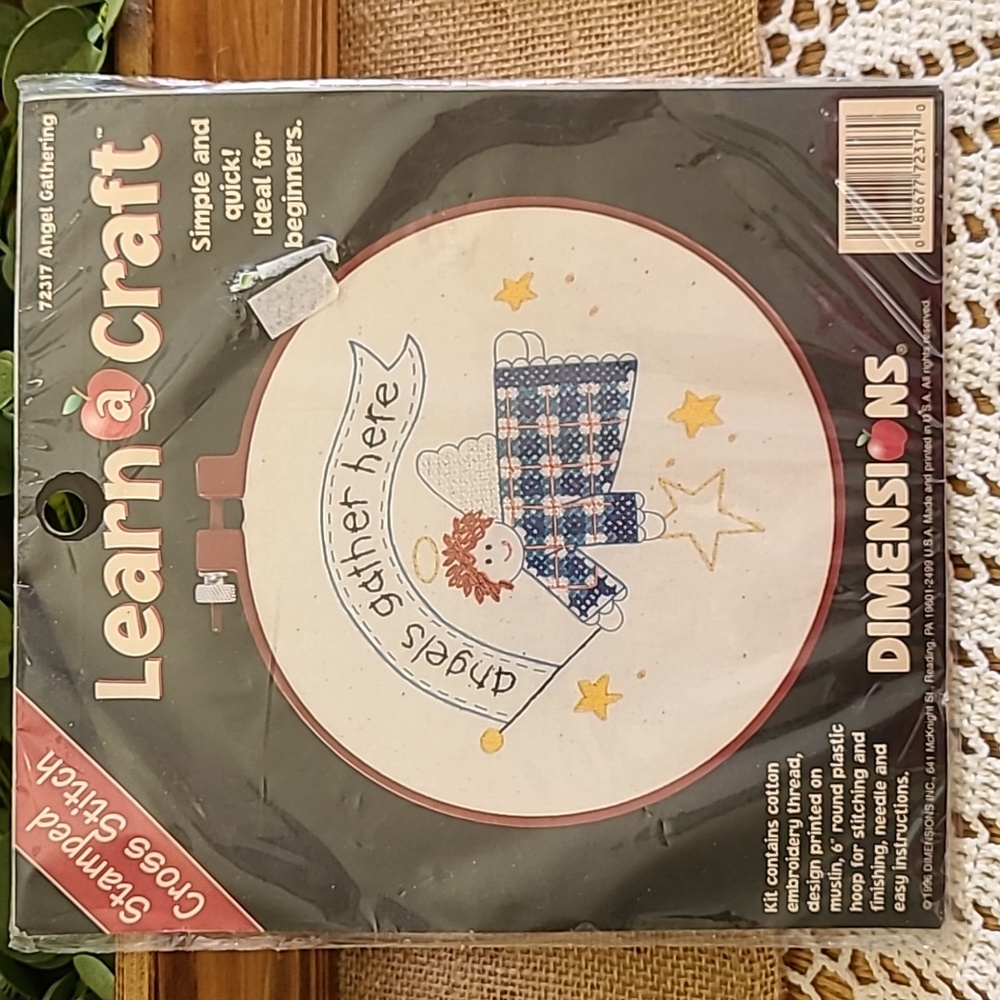 72317 Angel Gathering
Learn a craft™
Simple and
quick!
Ideal for
beginners.
Stamped
Cross Stitch
angels gather here
Kit contains cotton
embroidery thread,
design printed on
muslin, 6" round plastic
hoop for stitching and
finishing, needle and
easy instructions.
DIMENSIONS®
0 88677 72317 0
©1996 DIMENSIONS INC., 641 McKnight St., Reading, PA 19601-2499 U.S.A. Made and printed in U.S.A. All rights reserved.